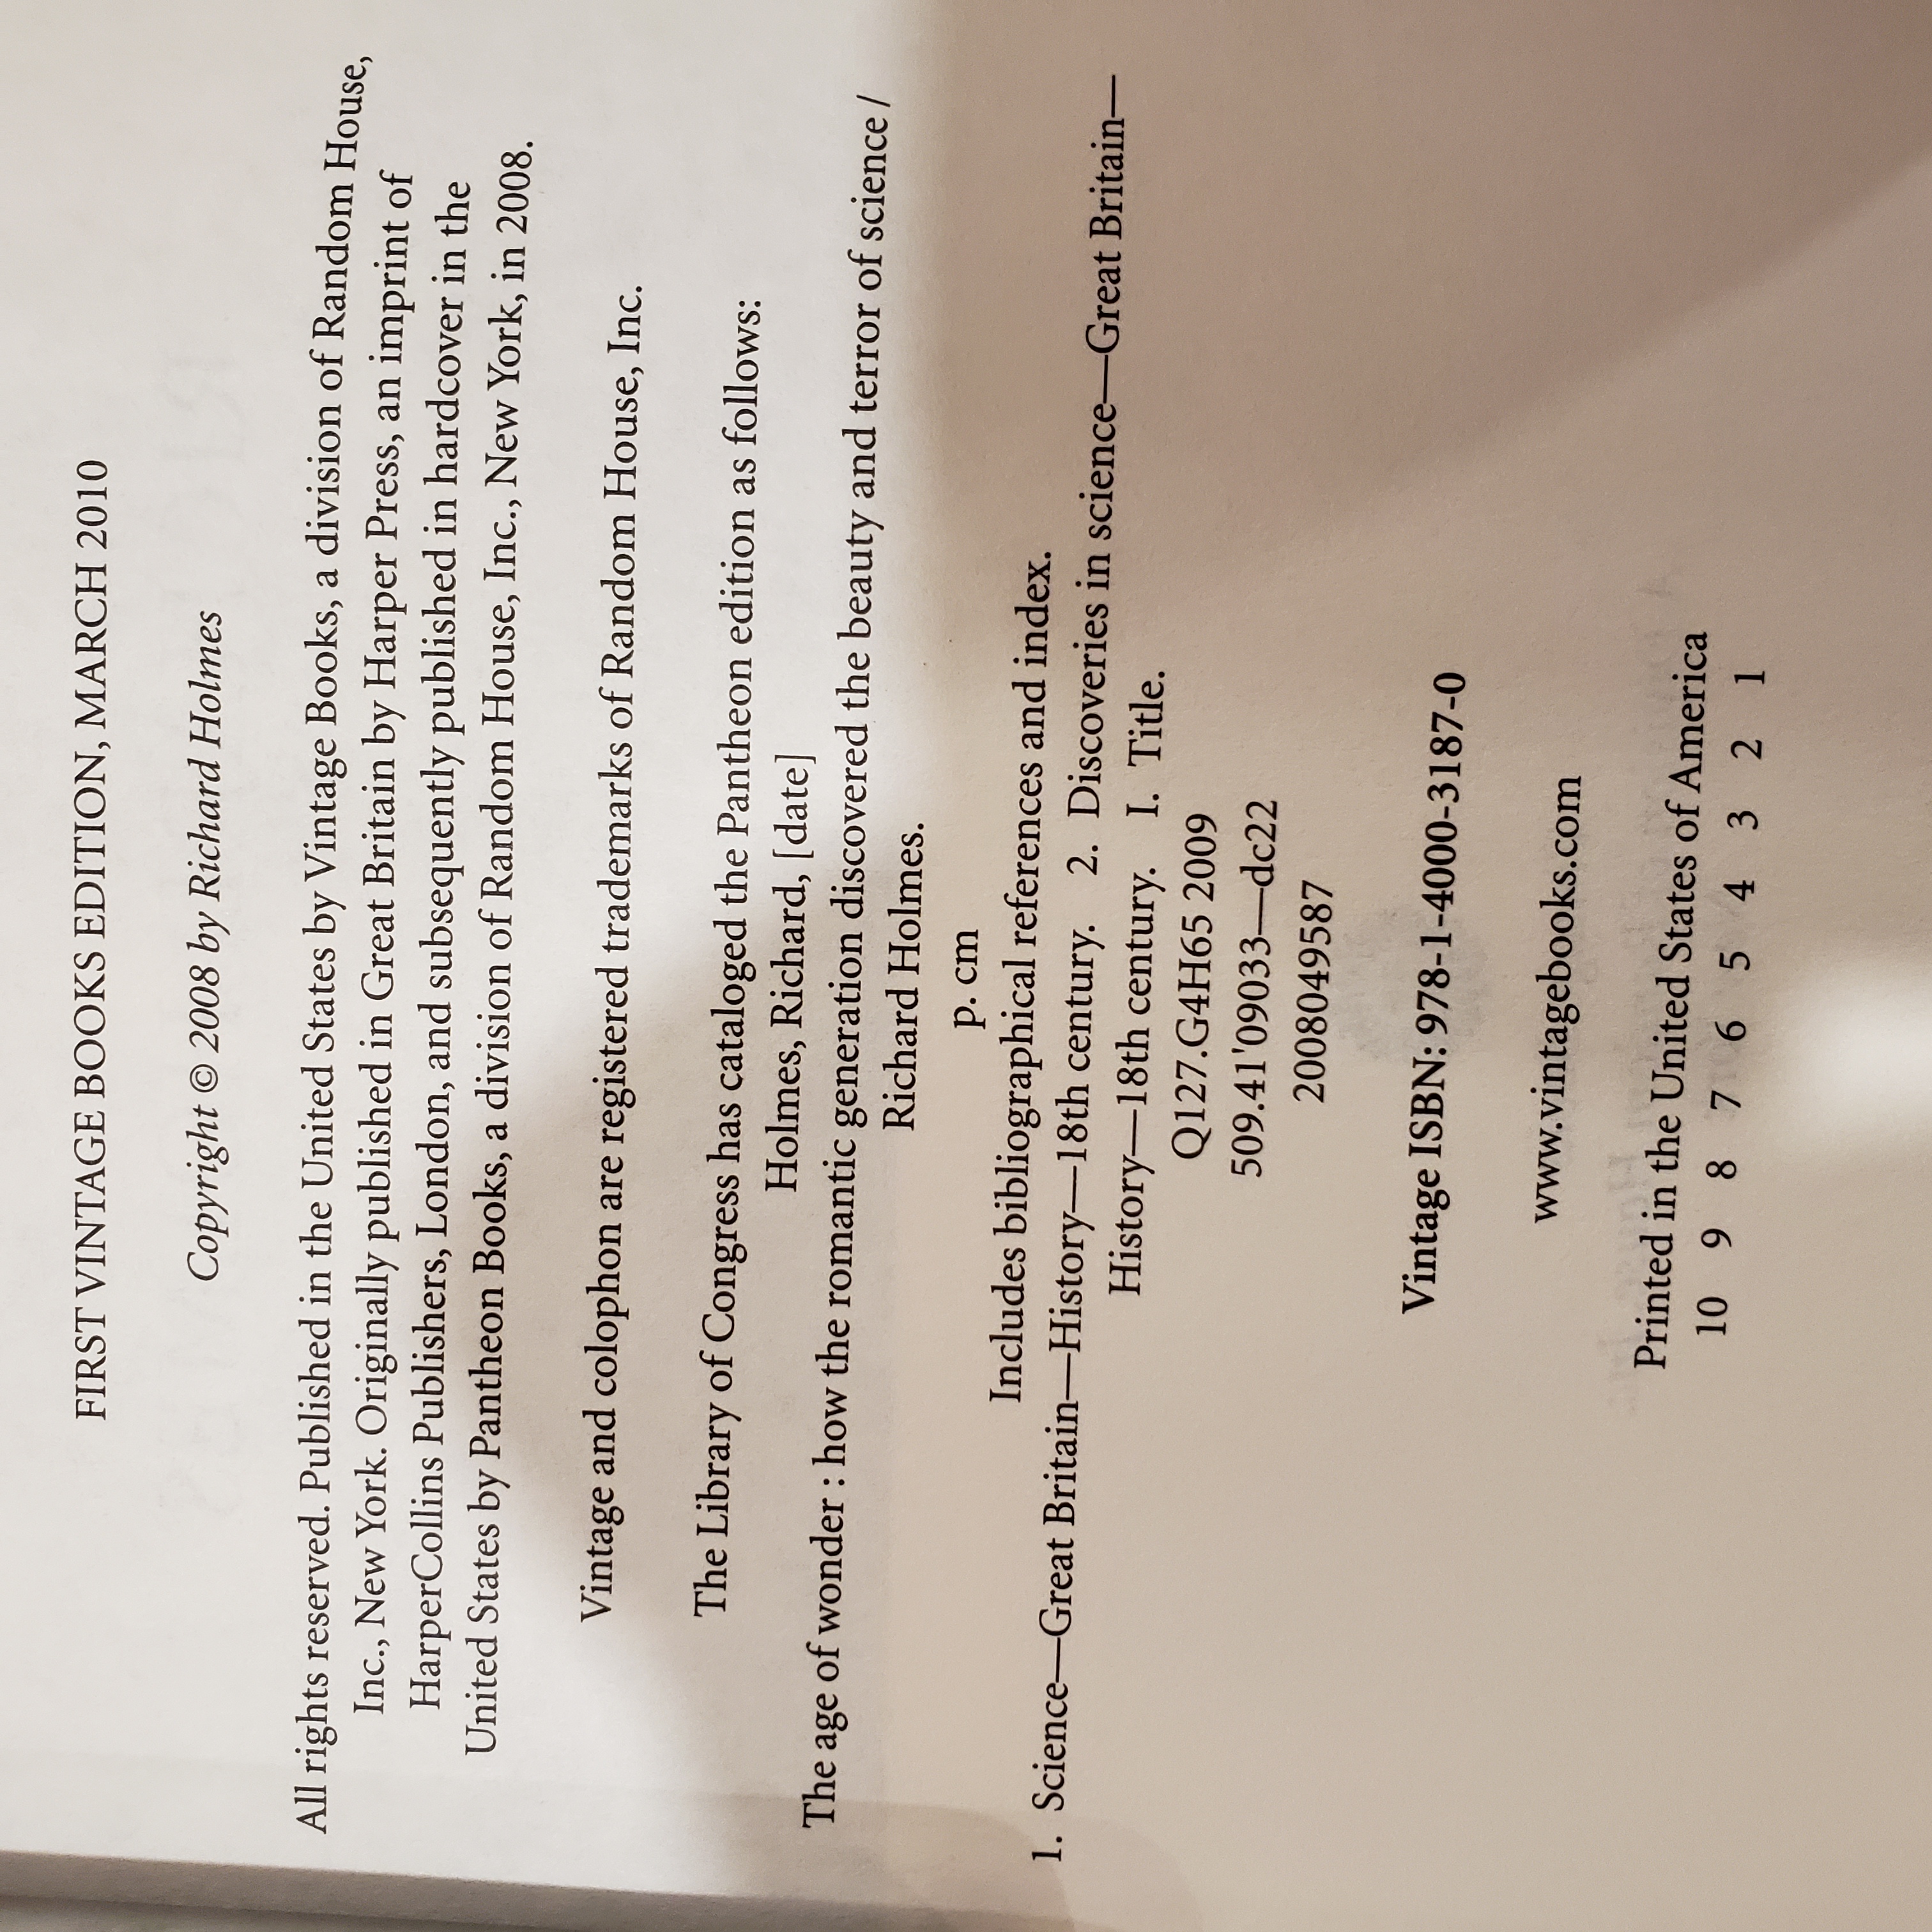 FIRST VINTAGE BOOKS EDITION, MARCH 2010
Copyright © 2008 by Richard Holmes
All rights reserved. Published in the United States by Vintage Books, a division of Random House,
Inc., New York. Originally published in Great Britain by Harper Press, an imprint of
HarperCollins Publishers, London, and subsequently published in hardcover in the
United States by Pantheon Books, a division of Random House, Inc., New York, in 2008.
Vintage and colophon are registered trademarks of Random House, Inc.
The Library of Congress has cataloged the Pantheon edition as follows:
Holmes, Richard, [date]
The age of wonder : how the romantic generation discovered the beauty and terror of science /
Richard Holmes.
p. cm
Includes bibliographical references and index.
1. Science—Great Britain—History—18th century. 2. Discoveries in science—Great Britain—
History—18th century. I. Title.
Q127.G4H65 2009
509.41'09033—dc22
2008049587
Vintage ISBN: 978-1-4000-3187-0
www.vintagebooks.com
Printed in the United States of America
10 9 8 7 6 5 4 3 2 1